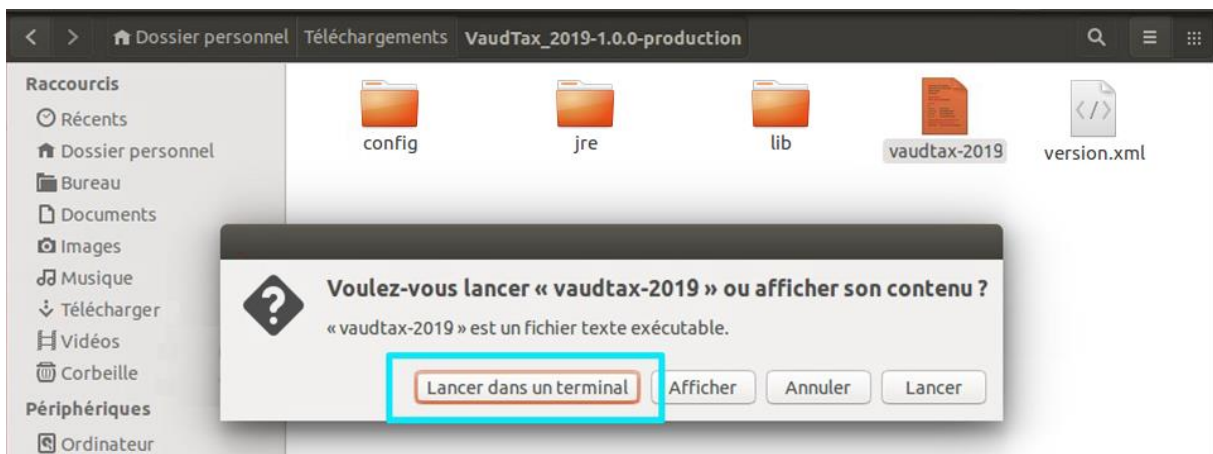 Dossier personnel Téléchargements VaudTax_2019-1.0.0-production
Raccourcis
Récents
Dossier personnel
Bureau
Documents
Images
Musique
Télécharger
Vidéos
Corbeille
Périphériques
Ordinateur
config
jre
lib
vaudtax-2019
version.xml
Voulez-vous lancer « vaudtax-2019 » ou afficher son contenu ?
« vaudtax-2019 » est un fichier texte exécutable.
Lancer dans un terminal
Afficher
Annuler
Lancer